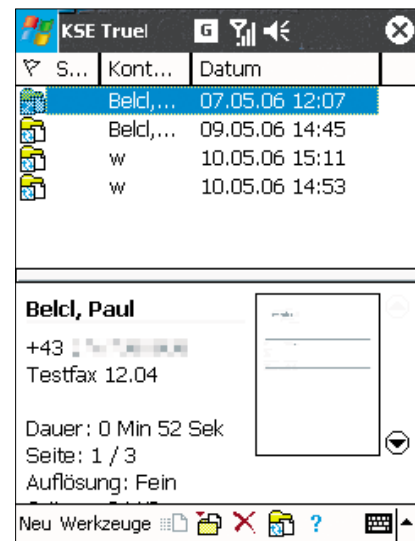 KSE Truel G
S... Kont... Datum
Belcl,... 07.05.06 12:07
Belcl,... 09.05.06 14:45
w 10.05.06 15:11
w 10.05.06 14:53
Belcl, Paul
+43
Testfax 12.04
Dauer: 0 Min 52 Sek
Seite: 1 / 3
Auflösung: Fein
Neu Werkzeuge ?